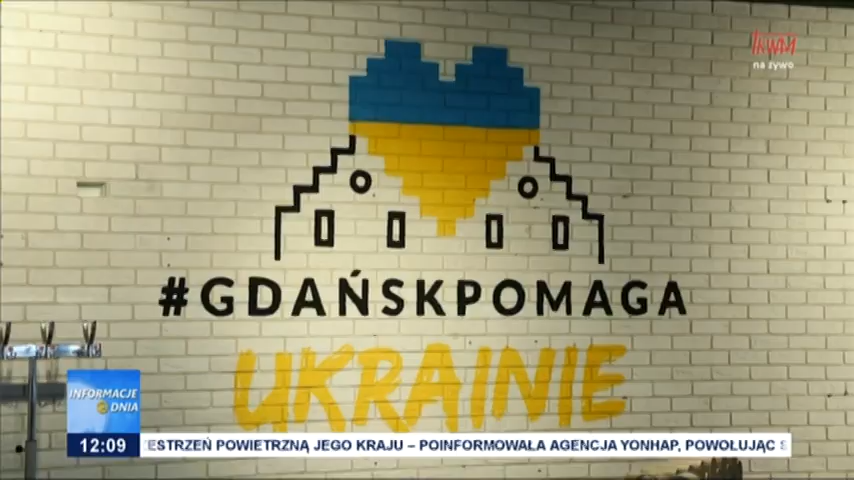 TRWAM
na żywo
#GDAŃSKPOMAGA
UKRAINIE
INFORMACJE
DNIA
12:09
ESTRZEŃ POWIETRZNĄ JEGO KRAJU – POINFORMOWAŁA AGENCJA YONHAP, POWOŁUJĄC